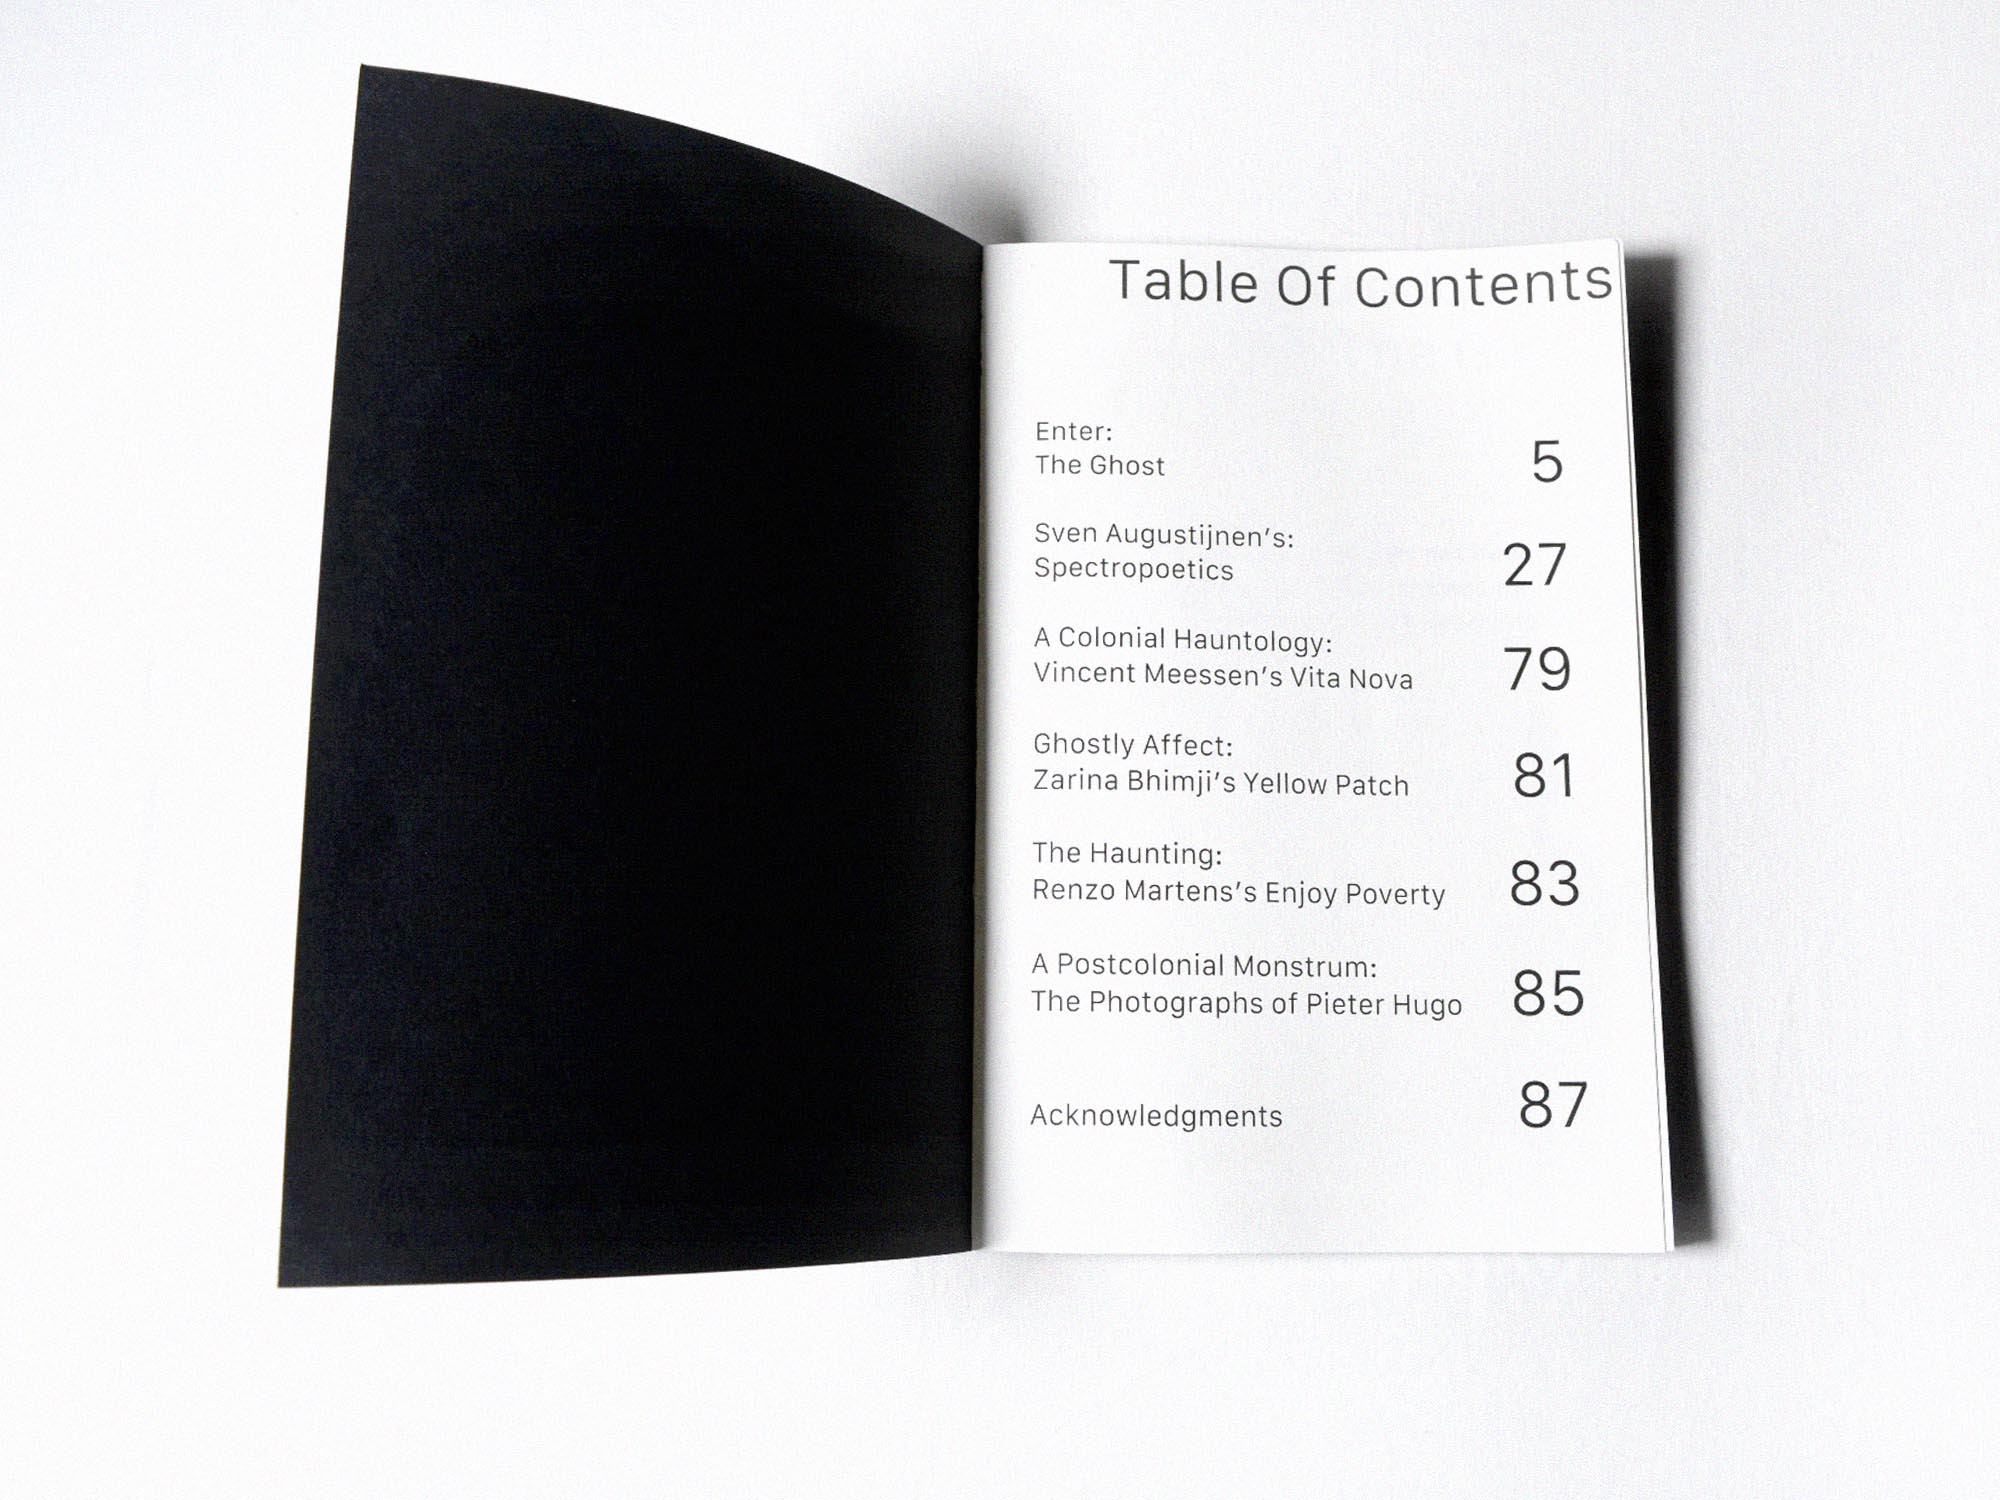 Table Of Contents
Enter:
The Ghost
5
Sven Augustijnen’s:
Spectropoetics
27
A Colonial Hauntology:
Vincent Meessen’s Vita Nova
79
Ghostly Affect:
Zarina Bhimji’s Yellow Patch
81
The Haunting:
Renzo Martens’s Enjoy Poverty
83
A Postcolonial Monstrum:
The Photographs of Pieter Hugo
85
Acknowledgments
87